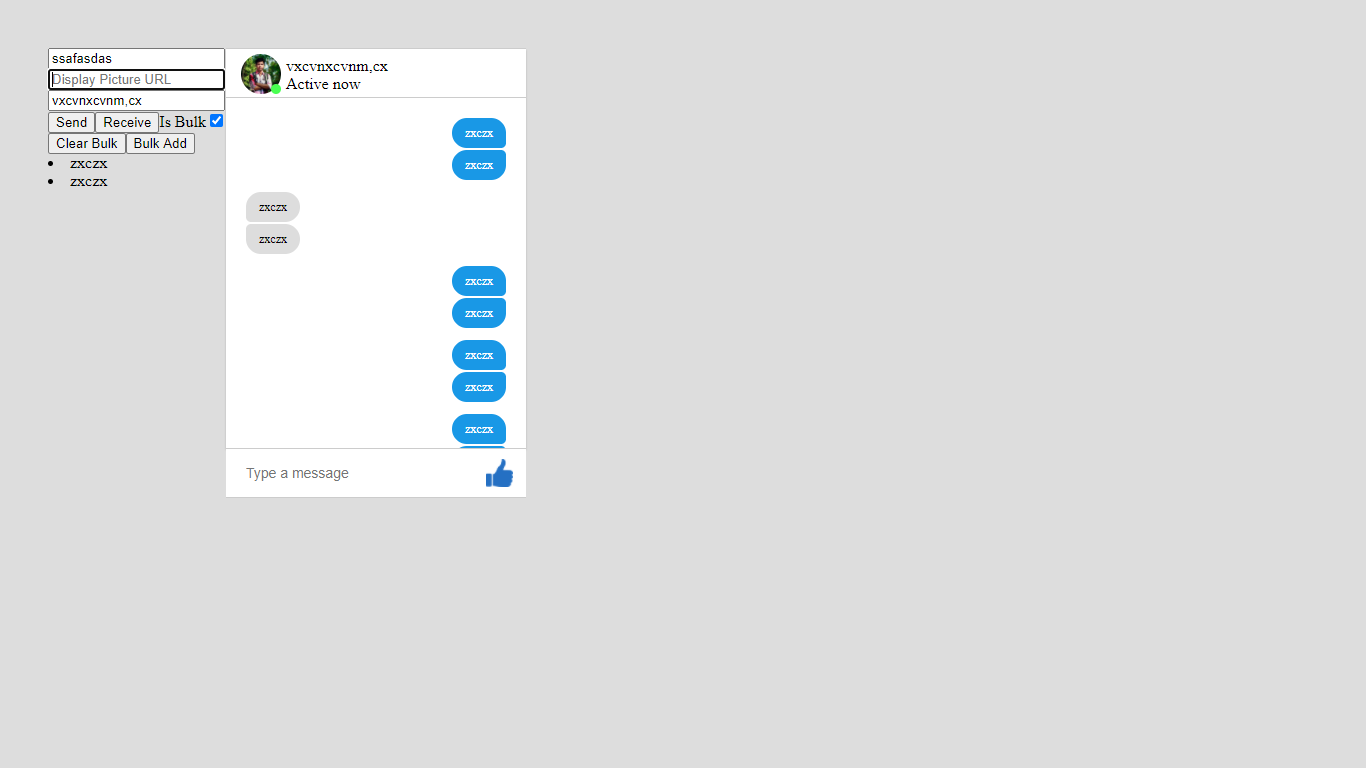 ssafasdas
Display Picture URL
vxcvnxcvnm,cx
Send Receive Is Bulk
Clear Bulk Bulk Add
zxczx
zxczx
vxcvnxcvnm,cx
Active now
zxczx
zxczx
zxczx
zxczx
zxczx
zxczx
zxczx
zxczx
zxczx
Type a message